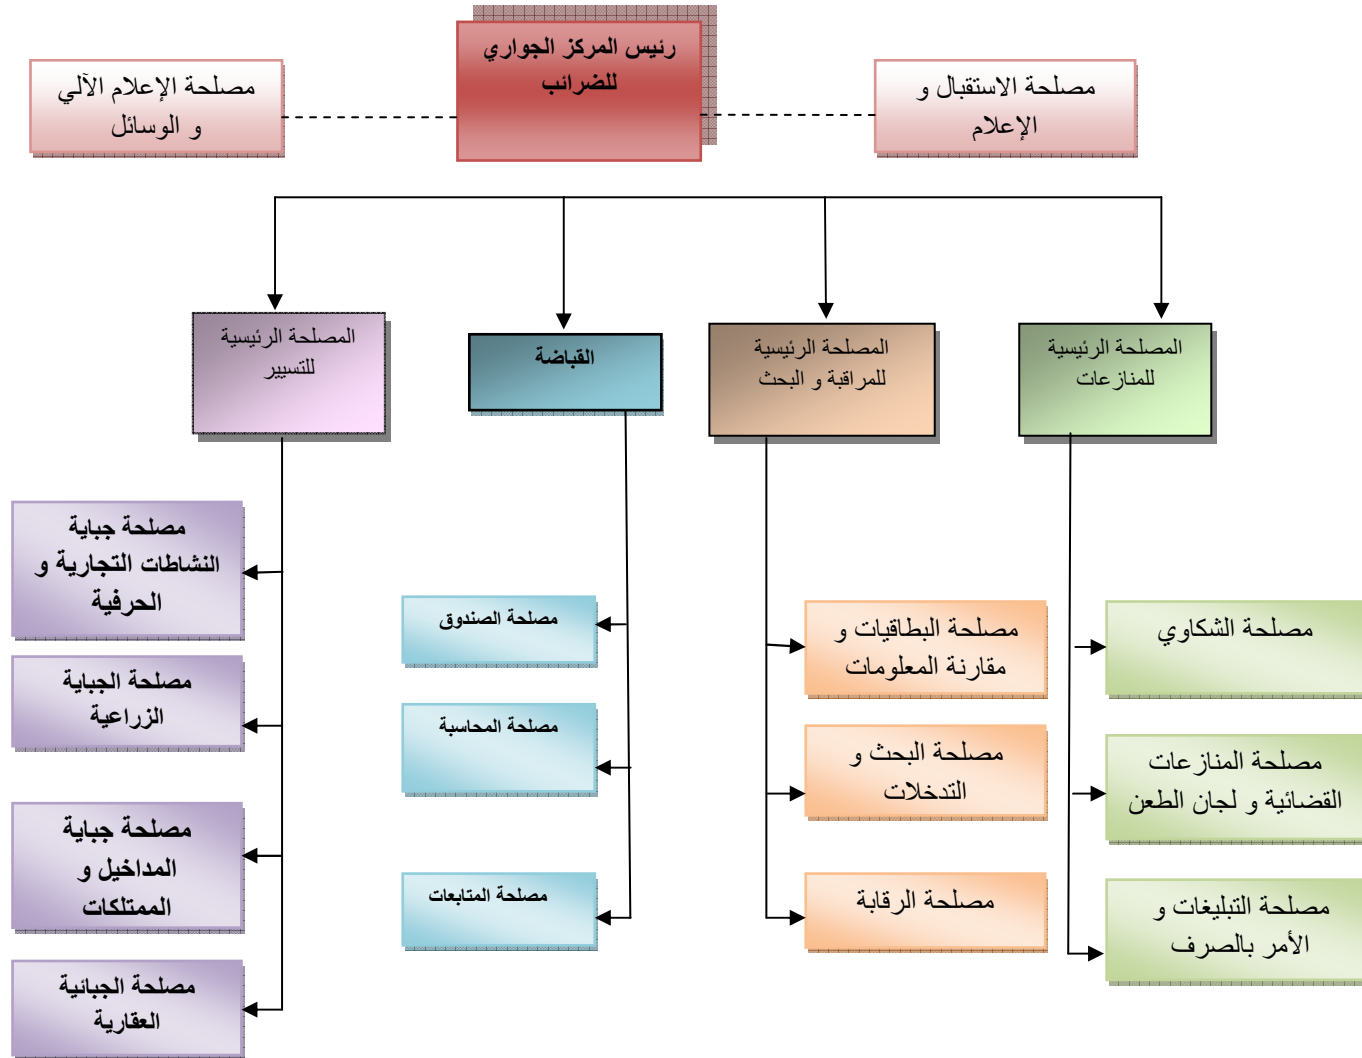 رئيس المركز الجواري
للضرائب
مصلحة الاستقبال و
الإعلام
مصلحة الإعلام الآلي
و الوسائل
المصلحة الرئيسية
للمنازعات
المصلحة الرئيسية
للمراقبة و البحث
القباضة
المصلحة الرئيسية
للتسيير
مصلحة الشكاوي
مصلحة المنازعات
القضائية و لجان الطعن
مصلحة التبليغات و
الأمر بالصرف
مصلحة البطاقيات و
مقارنة المعلومات
مصلحة البحث و
التدخلات
مصلحة الرقابة
مصلحة الصندوق
مصلحة المحاسبة
مصلحة المتابعات
مصلحة جباية
النشاطات التجارية و
الحرفية
مصلحة الجباية
الزراعية
مصلحة جباية
المداخيل و
الممتلكات
مصلحة الجبائية
العقارية